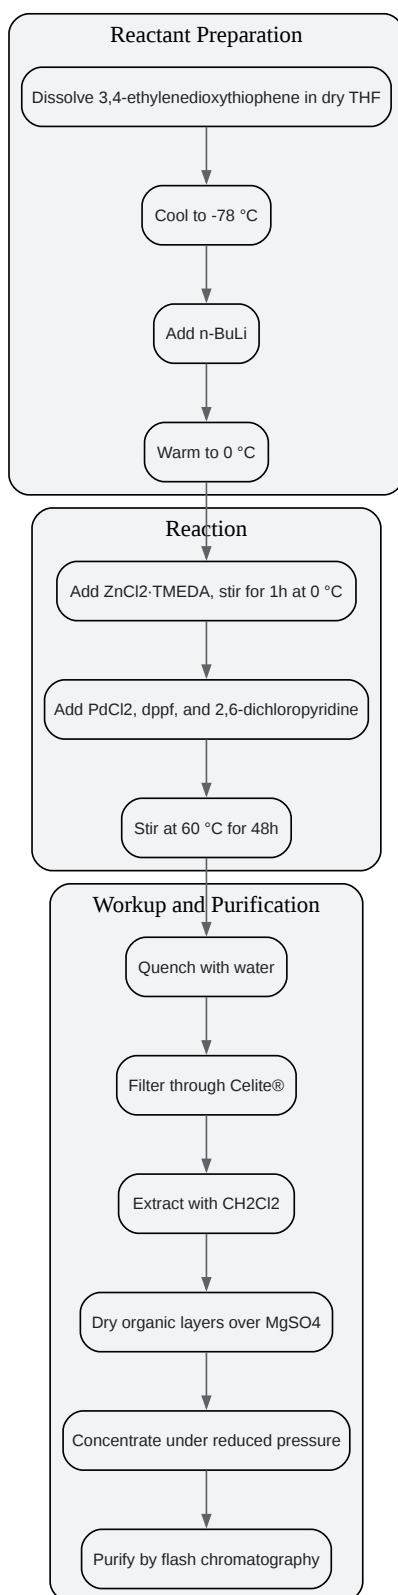 Reactant Preparation
Dissolve 3,4-ethylenedioxythiophene in dry THF
Cool to -78 °C
Add n-BuLi
Warm to 0 °C
Reaction
Add ZnCl2·TMEDA, stir for 1h at 0 °C
Add PdCl2, dppf, and 2,6-dichloropyridine
Stir at 60 °C for 48h
Workup and Purification
Quench with water
Filter through Celite®
Extract with CH2Cl2
Dry organic layers over MgSO4
Concentrate under reduced pressure
Purify by flash chromatography